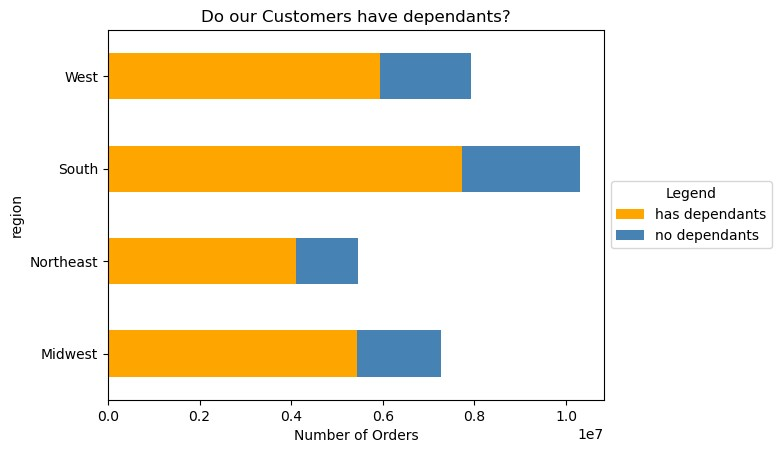 Do our Customers have dependants?
West
South
Northeast
Midwest
region
0.0 0.2 0.4 0.6 0.8 1.0
1e7
Number of Orders
Legend
has dependants
no dependants